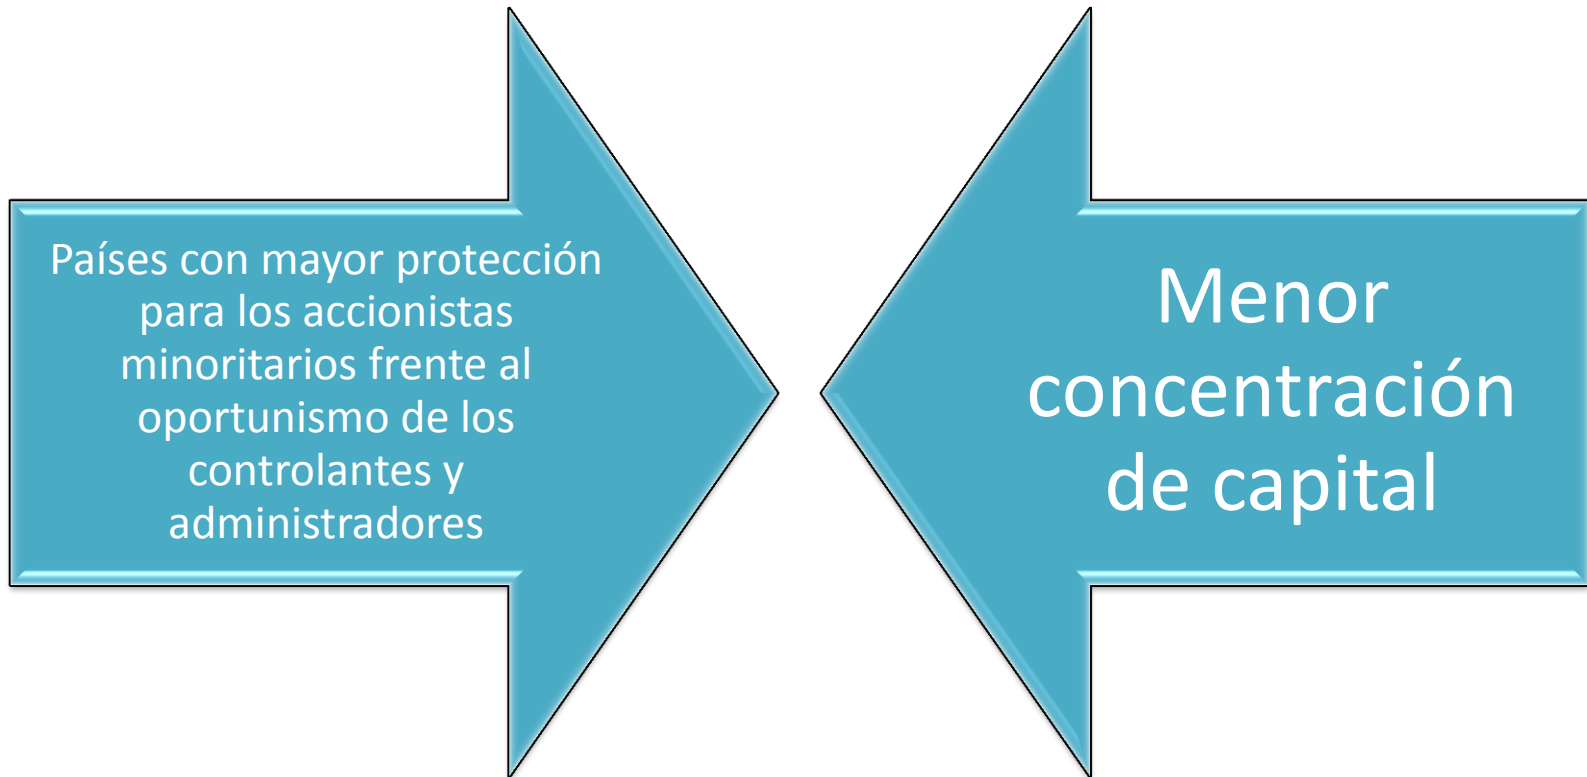 Países con mayor protección
para los accionistas
minoritarios frente al
oportunismo de los
controlantes y
administradores
Menor
concentración
de capital